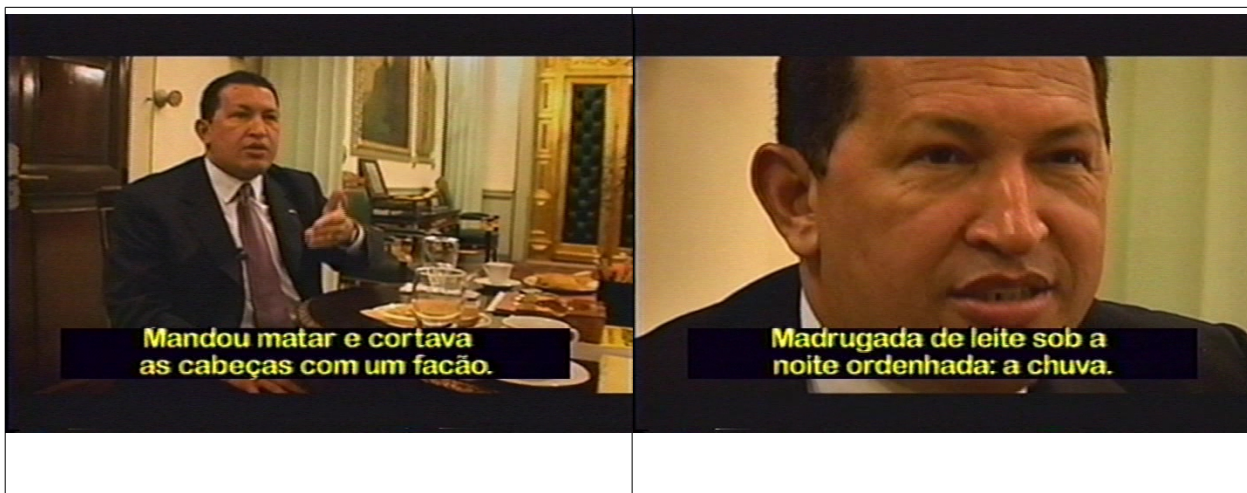 Mandou matar e cortava
as cabeças com um facão.
Madrugada de leite sob a
noite ordenhada: a chuva.